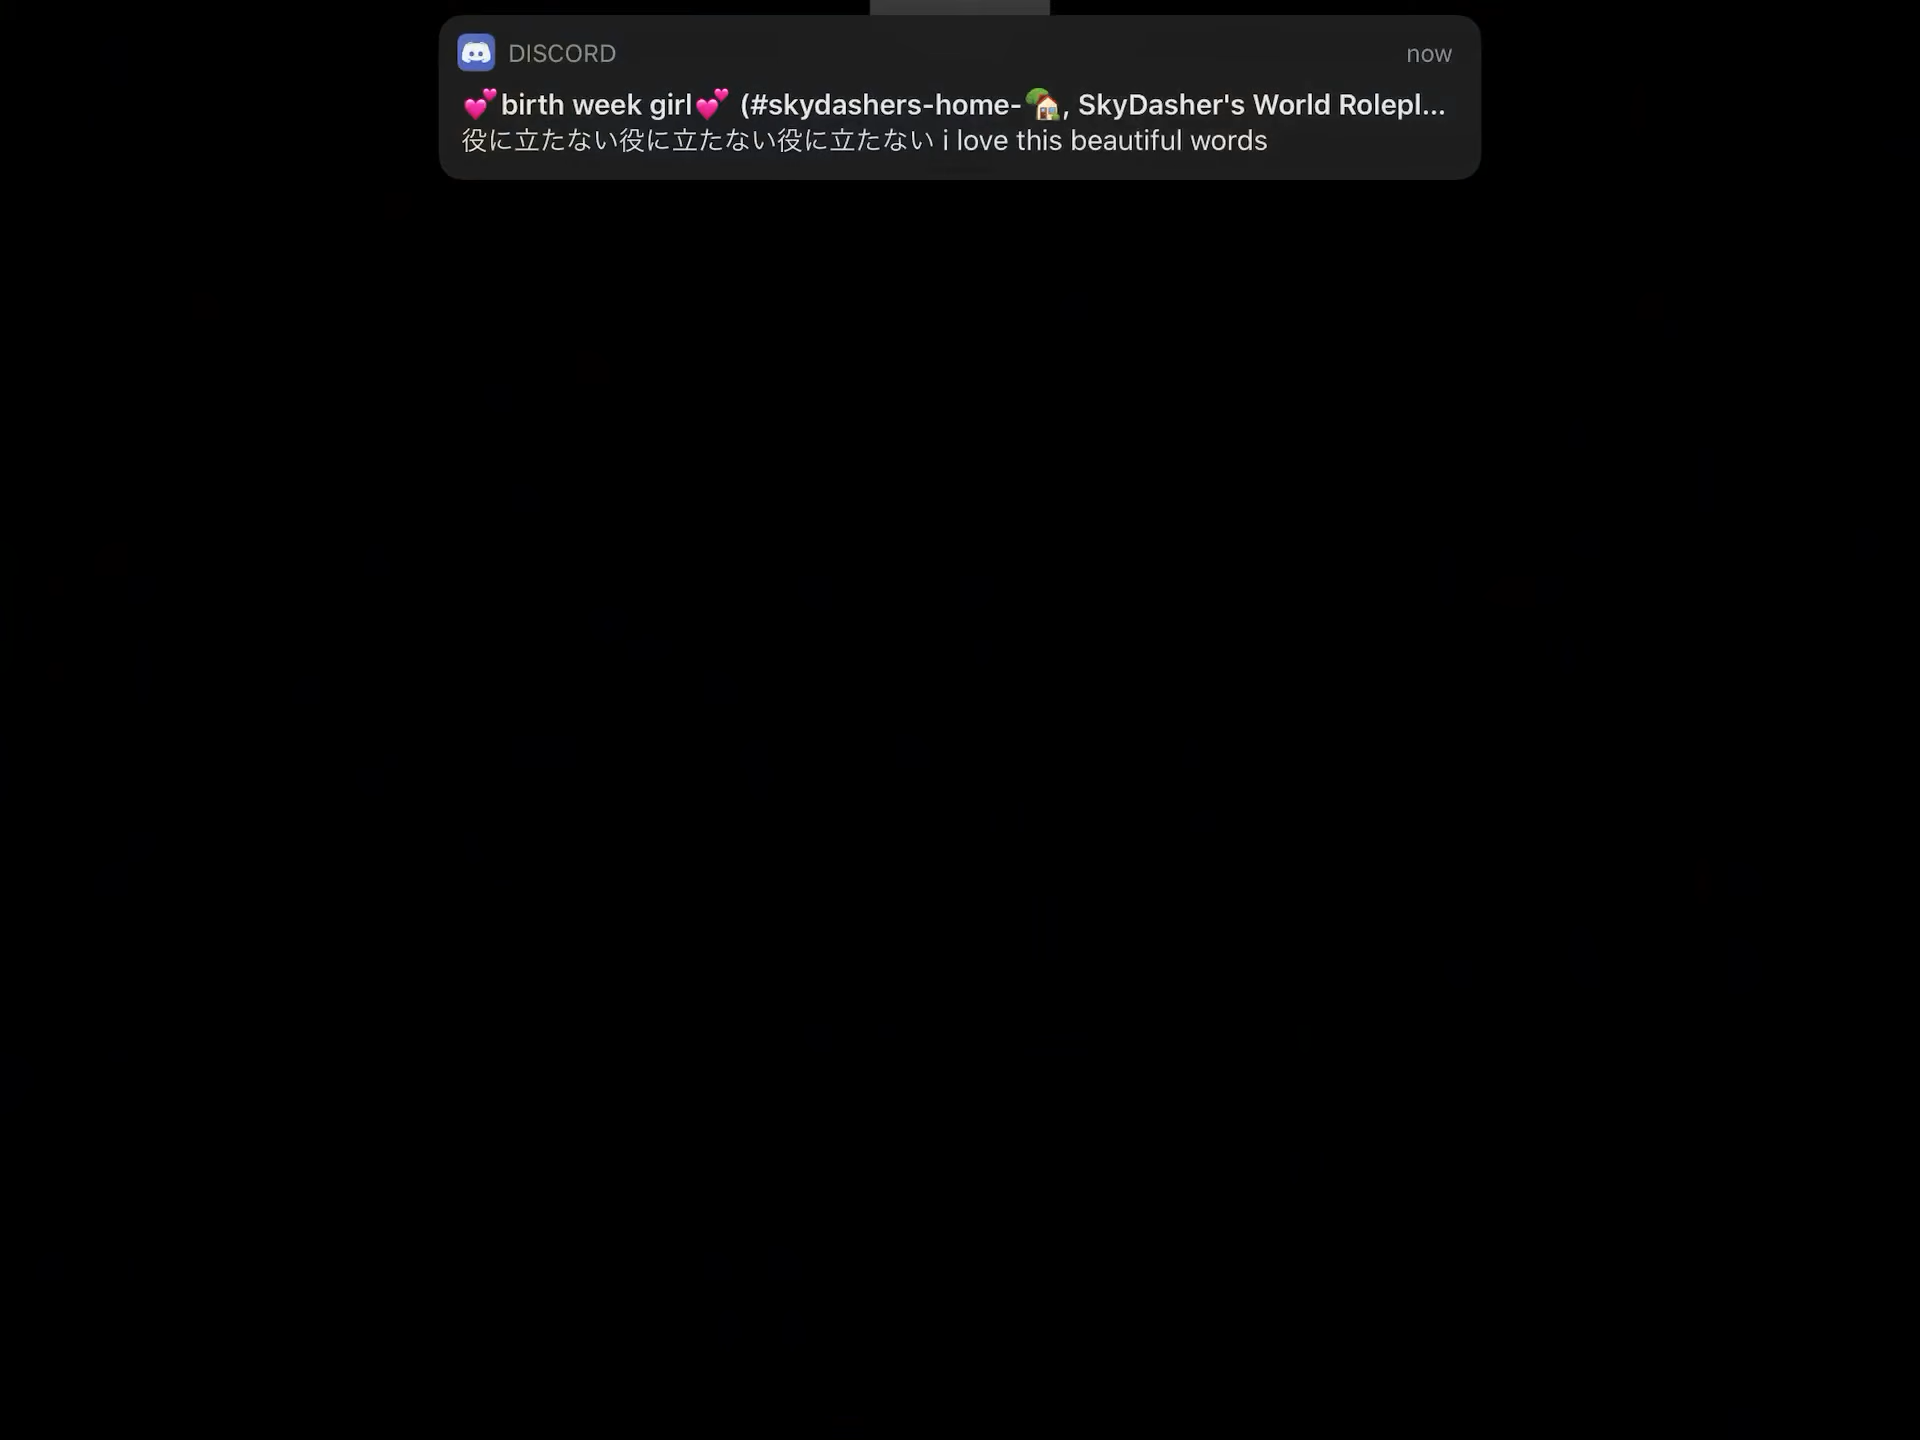 DISCORD now
💕birth week girl💕 (#skydashers-home-🏡, SkyDasher's World Rolepl...
役に立たない役に立たない役に立たない i love this beautiful words